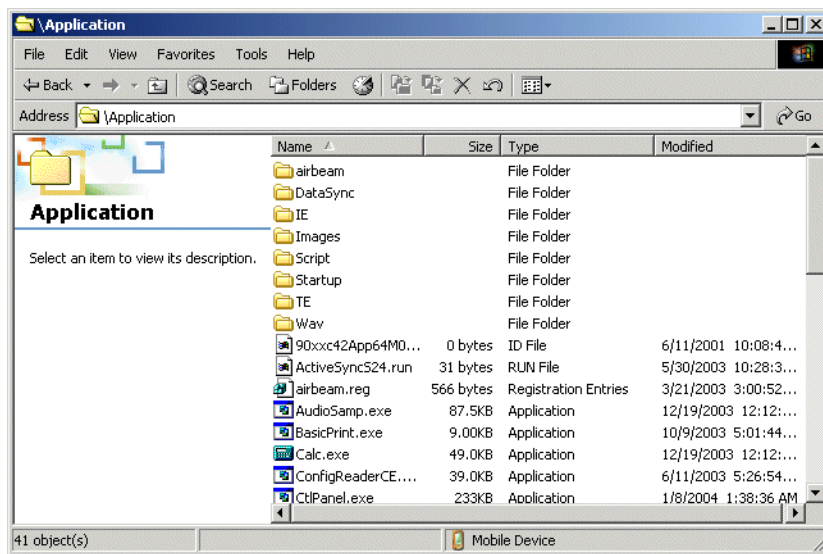 \Application
File Edit View Favorites Tools Help
Back Search Folders
Address \Application Go
Name Size Type Modified
Application
Select an item to view its description.
airbeam File Folder
DataSync File Folder
IE File Folder
Images File Folder
Script File Folder
Startup File Folder
TE File Folder
Wav File Folder
90xxc42App64M0... 0 bytes ID File 6/11/2001 10:08:4...
ActiveSyncS24.run 31 bytes RUN File 5/30/2003 10:28:3...
airbeam.reg 566 bytes Registration Entries 3/21/2003 3:00:52...
AudioSamp.exe 87.5KB Application 12/19/2003 12:12:...
BasicPrint.exe 9.00KB Application 10/9/2003 5:01:44...
Calc.exe 49.0KB Application 12/19/2003 12:12:...
ConfigReaderCE.... 39.0KB Application 6/11/2003 5:26:54...
CtlPanel.exe 233KB Application 1/8/2004 1:38:36 AM
41 object(s) Mobile Device